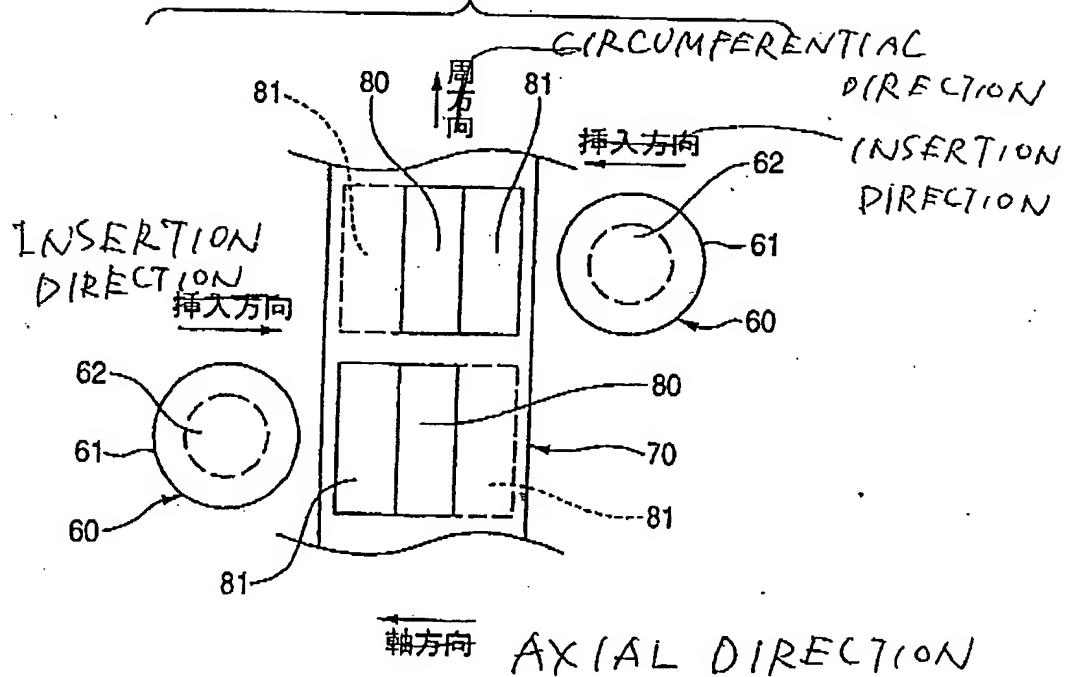 CIRCUMFERENTIAL
DIRECTION
周方向
81
80
81
挿入方向
INSERTION
DIRECTION
62
61
60
INSERTION
DIRECTION
挿入方向
62
61
60
80
70
81
81
軸方向
AXIAL DIRECTION